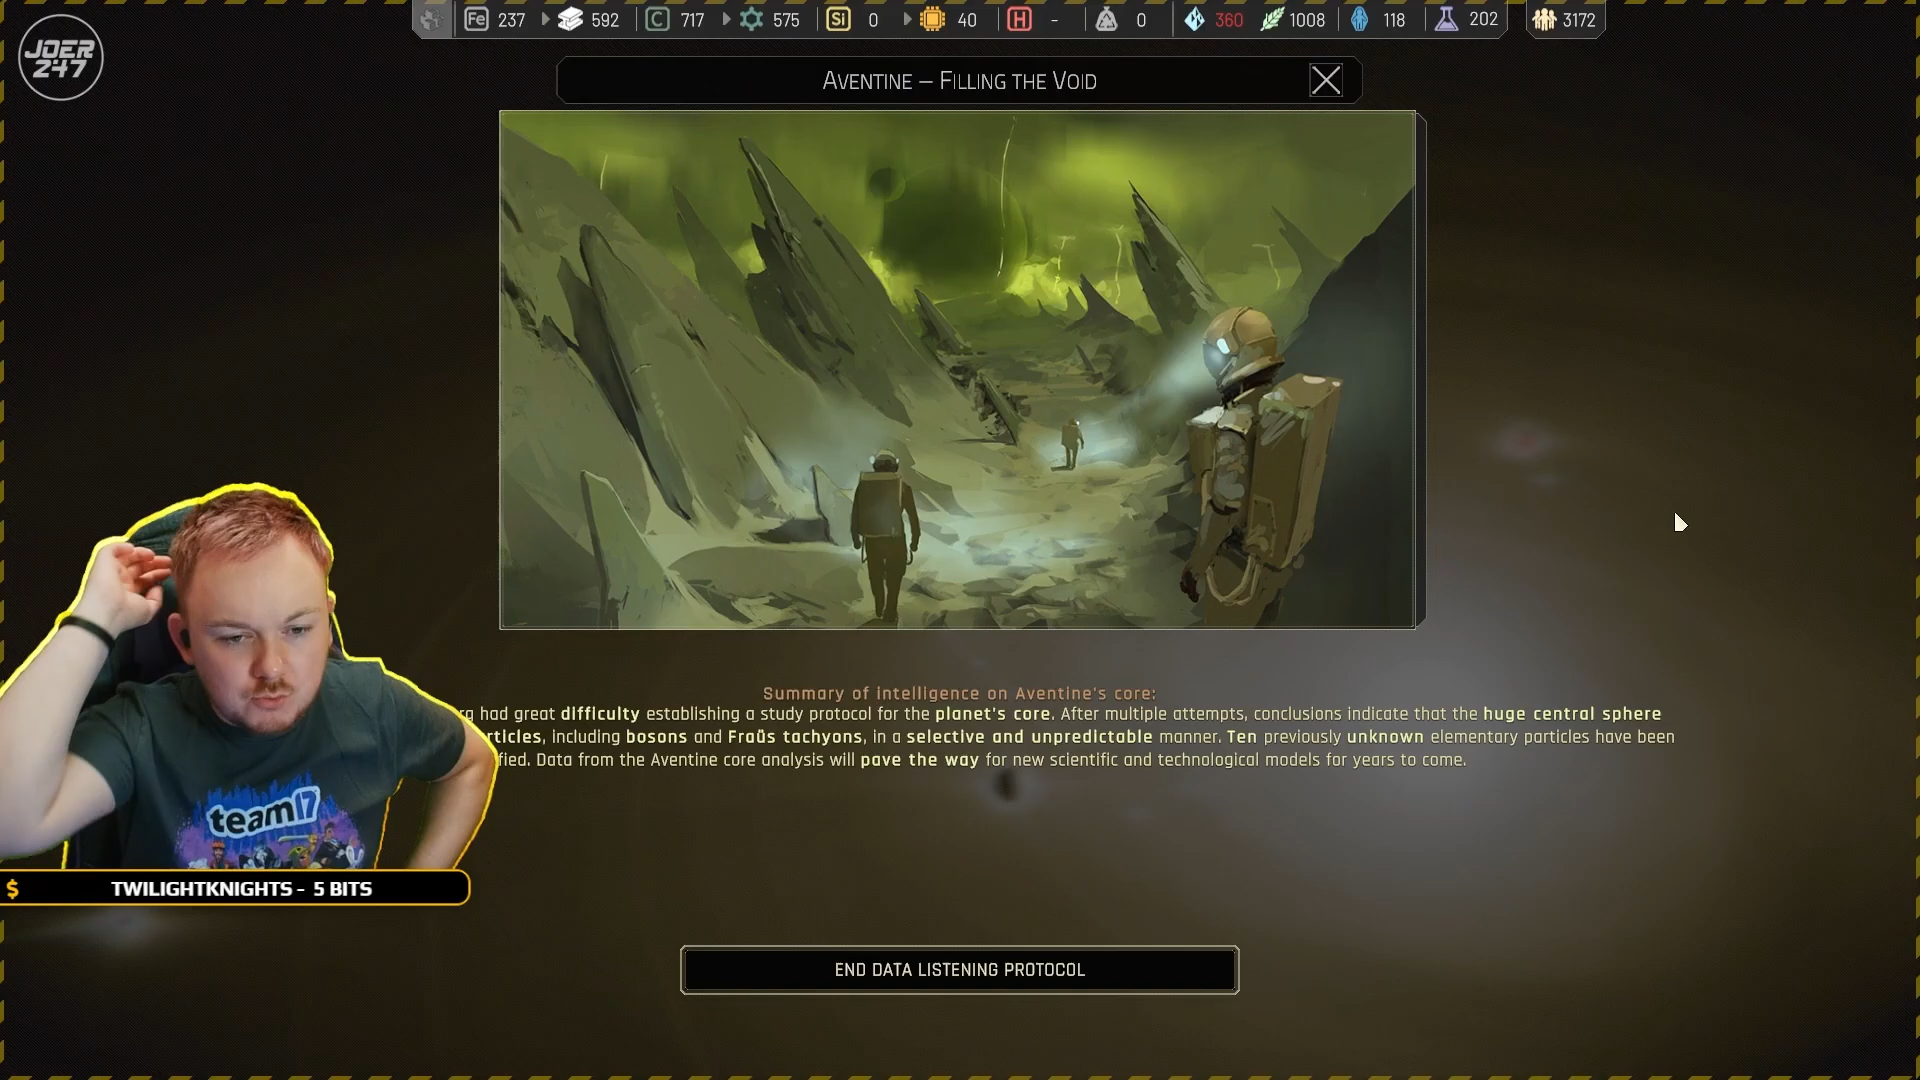 Fe 237 592 C 717 575 Si 0 40 H - 0 360 1008 118 202 3172
JOER
247
AVENTINE – FILLING THE VOID
Summary of intelligence on Aventine's core:
had great difficulty establishing a study protocol for the planet's core. After multiple attempts, conclusions indicate that the huge central sphere
rticles, including bosons and Fraüs tachyons, in a selective and unpredictable manner. Ten previously unknown elementary particles have been
fied. Data from the Aventine core analysis will pave the way for new scientific and technological models for years to come.
team17
$ TWILIGHTKNIGHTS - 5 BITS
END DATA LISTENING PROTOCOL